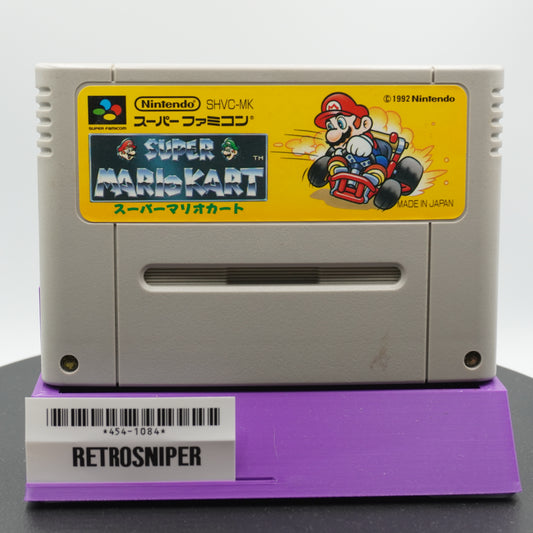 SUPER FAMICOM
Nintendo SHVC-MK
スーパーファミコン®
© 1992 Nintendo
SUPER
MARIO KART TM
スーパーマリオカート
MADE IN JAPAN
*454-1084*
RETROSNIPER